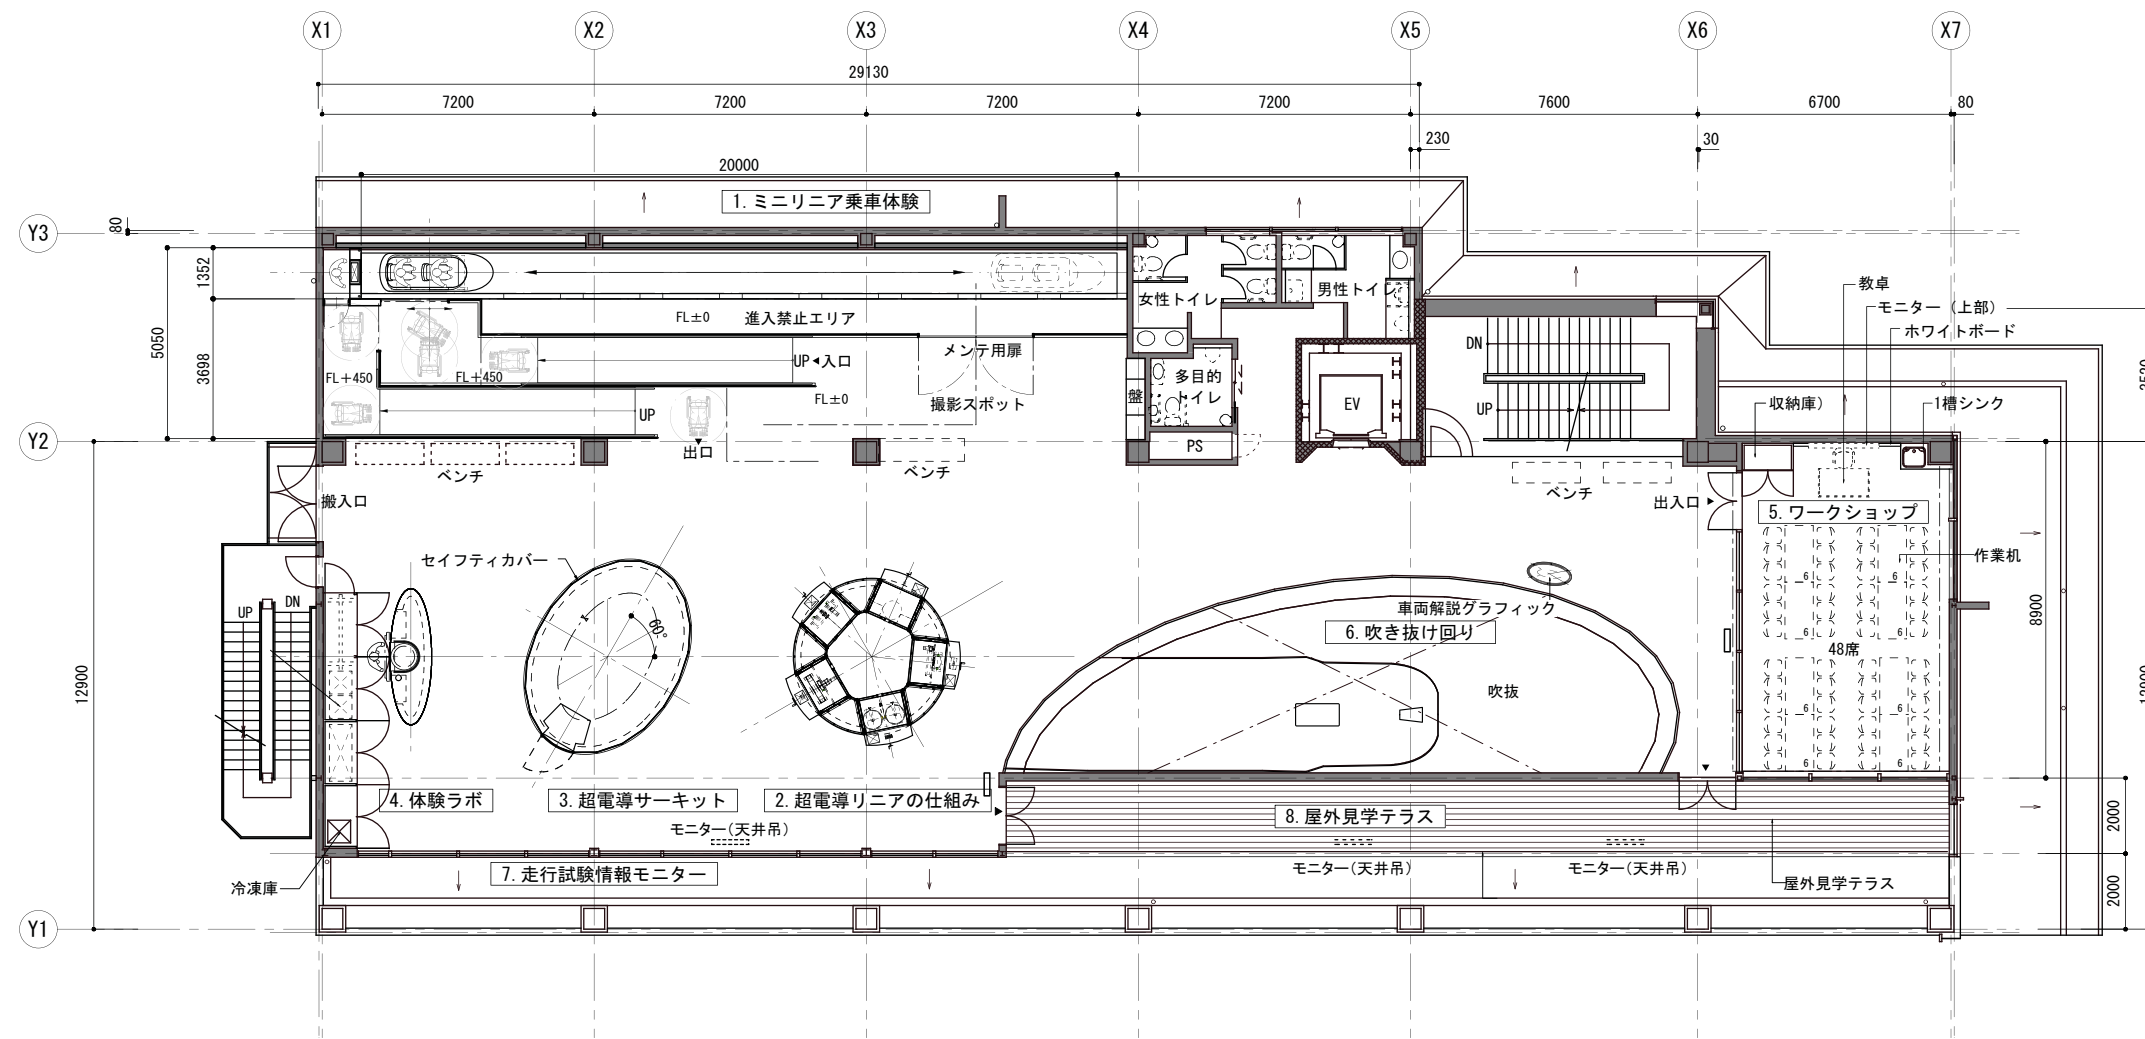 X1
X2
X3
X4
X5
X6
X7
29130
7200
7200
7200
7200
7600
6700
80
230
30
20000
1. ミニリニア乗車体験
80
Y3
1352
5050
3698
教卓
モニター（上部）
ホワイトボード
女性トイレ
男性トイレ
FL±0
進入禁止エリア
DN
メンテ用扉
UP
入口
FL＋450
FL＋450
多目的
トイレ
盤
EV
FL±0
撮影スポット
UP
UP
収納庫)
1槽シンク
Y2
PS
出口
ベンチ
ベンチ
ベンチ
搬入口
出入口
5. ワークショップ
セイフティカバー
作業机
6
6
UP
DN
60°
車両解説グラフィック
6. 吹き抜け回り
6
6
8900
48席
12900
吹抜
6
6
6
6
4. 体験ラボ
3. 超電導サーキット
2. 超電導リニアの仕組み
8. 屋外見学テラス
モニター(天井吊)
2000
7. 走行試験情報モニター
モニター(天井吊)
モニター(天井吊)
冷凍庫
屋外見学テラス
2000
Y1